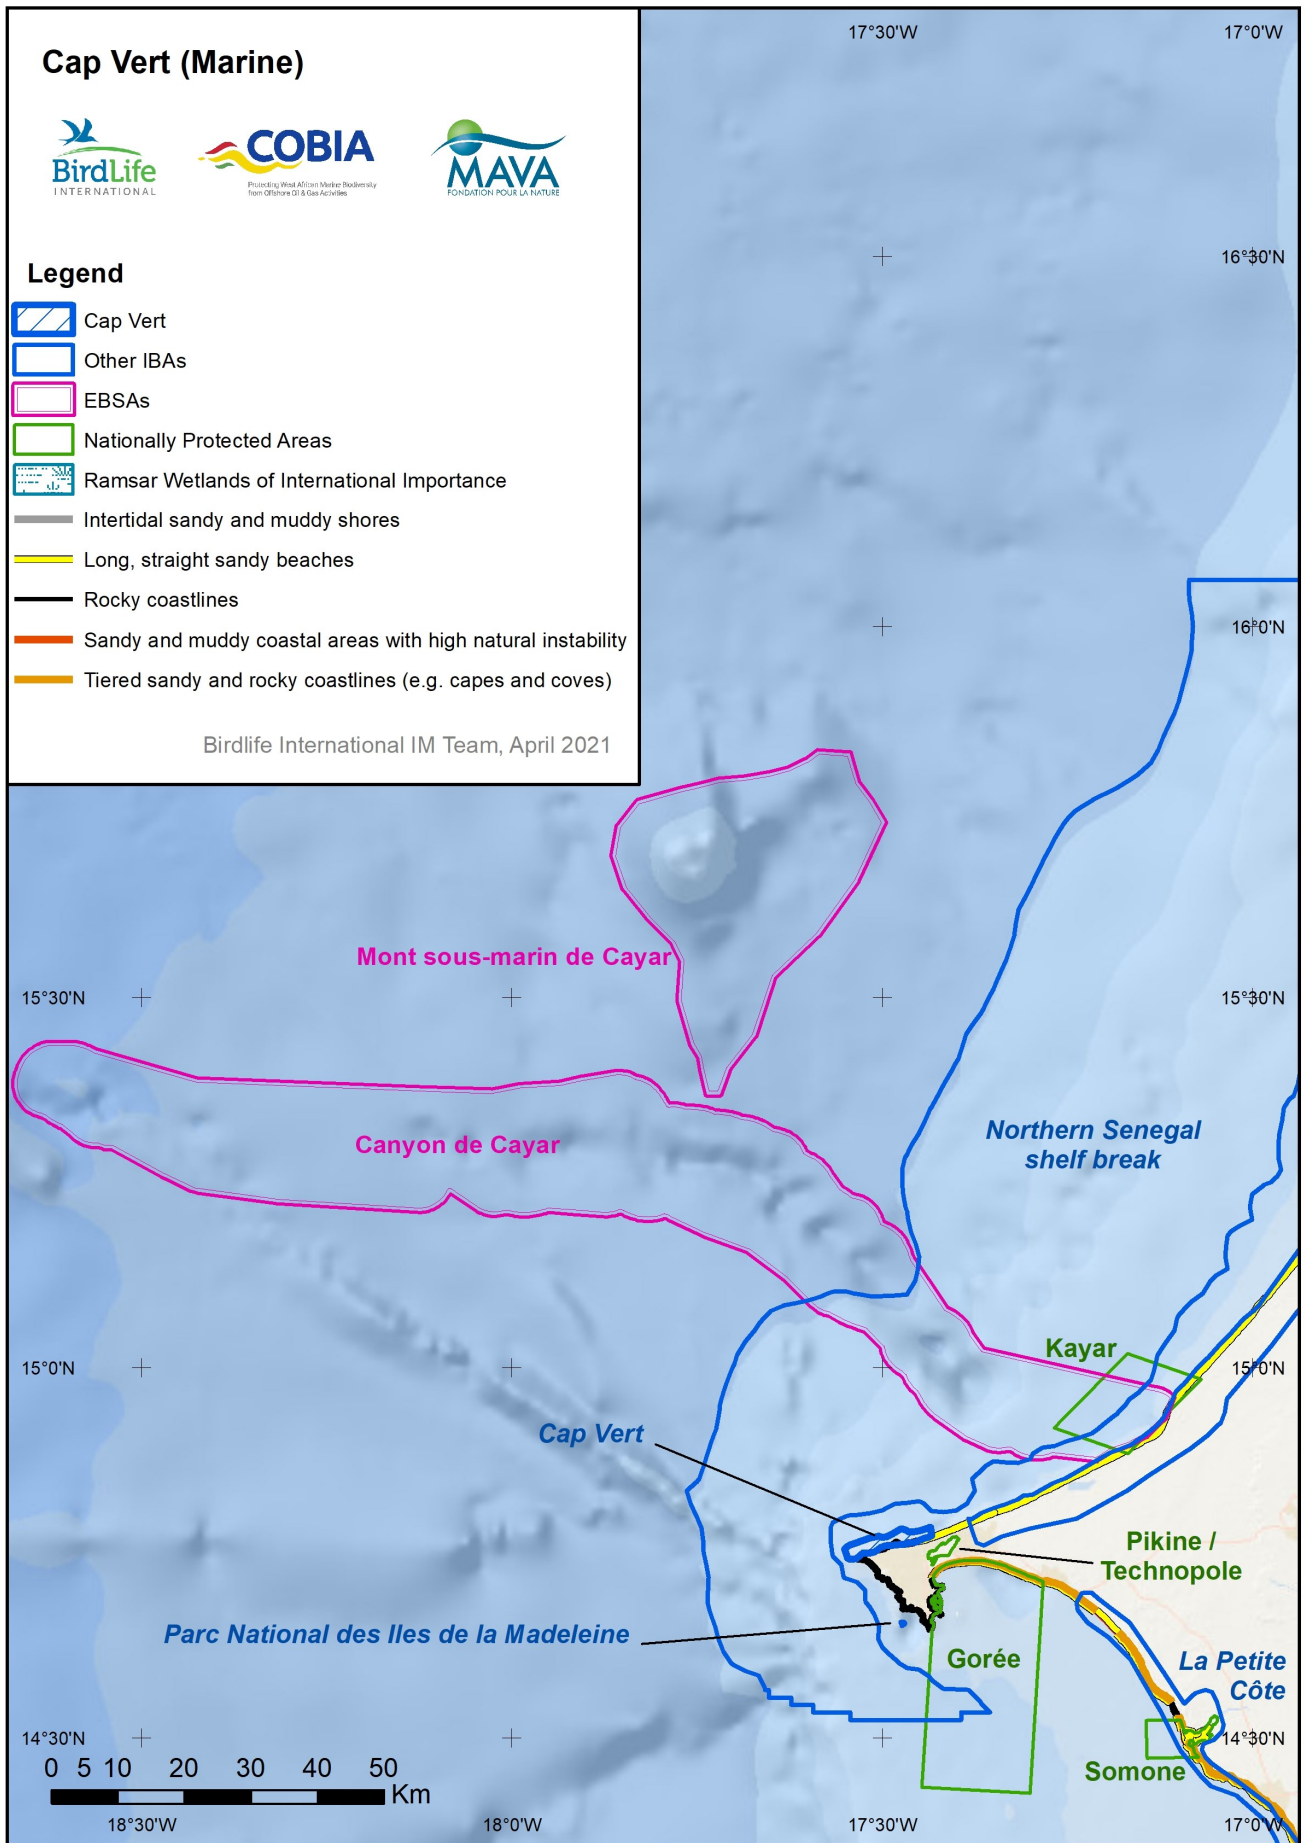 Cap Vert (Marine)
BirdLife
INTERNATIONAL
COBIA
Protecting West African Marine Biodiversity
from Offshore Oil & Gas Activities
MAVA
FONDATION POUR LA NATURE
Legend
Cap Vert
Other IBAs
EBSAs
Nationally Protected Areas
Ramsar Wetlands of International Importance
Intertidal sandy and muddy shores
Long, straight sandy beaches
Rocky coastlines
Sandy and muddy coastal areas with high natural instability
Tiered sandy and rocky coastlines (e.g. capes and coves)
Birdlife International IM Team, April 2021
17°30'W
17°0'W
16°30'N
16°0'N
Mont sous-marin de Cayar
15°30'N
15°30'N
Northern Senegal
shelf break
Canyon de Cayar
Kayar
15°0'N
15°0'N
Cap Vert
Pikine /
Technopole
Parc National des Iles de la Madeleine
Gorée
La Petite
Côte
14°30'N
14°30'N
Somone
0 5 10 20 30 40 50
Km
18°30'W
18°0'W
17°30'W
17°0'W